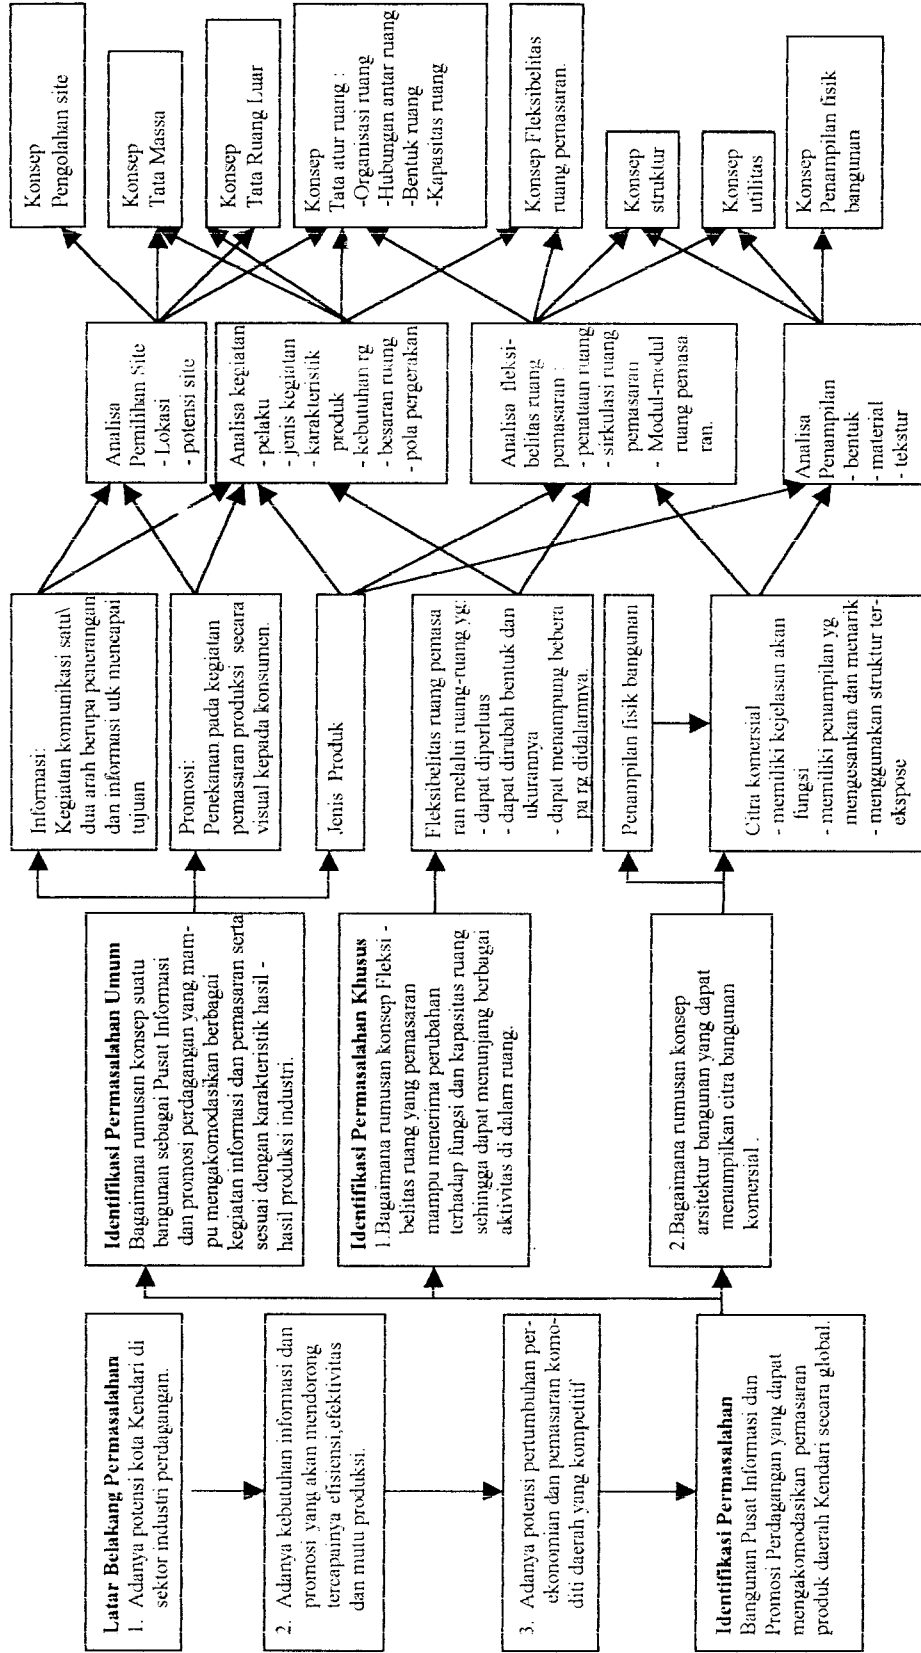 Latar Belakang Permasalahan
1. Adanya potensi kota Kendari di
sektor industri perdagangan.
2. Adanya kebutuhan informasi dan
promosi yang akan mendorong
tercapainya efisiensi,efektivitas
dan mutu produksi.
3. Adanya potensi pertumbuhan per-
ekonomian dan pemasaran komo-
diti daerah yang kompetitif
Identifikasi Permasalahan
Bangunan Pusat Informasi dan
Promosi Perdagangan yang dapat
mengakomodasikan pemasaran
produk daerah Kendari secara global.
Identifikasi Permasalahan Umum
Bagaimana rumusan konsep suatu
bangunan sebagai Pusat Informasi
dan promosi perdagangan yang mam-
pu mengakomodasikan berbagai
kegiatan informasi dan pemasaran serta
sesuai dengan karakteristik hasil -
hasil produksi industri.
Identifikasi Permasalahan Khusus
1.Bagaimana rumusan konsep Fleksi -
belitas ruang yang pemasaran
mampu menerima perubahan
terhadap fungsi dan kapasitas ruang
sehingga dapat menunjang berbagai
aktivitas di dalam ruang.
2.Bagaimana rumusan konsep
arsitektur bangunan yang dapat
menampilkan citra bangunan
komersial .
Informasi:
Kegiatan komunikasi satu\
dua arah berupa penerangan
dan informasi utk mencapai
tujuan
Promosi:
Penekanan pada kegiatan
pemasaran produksi secara
visual kepada konsumen.
Jenis Produk
Fleksibelitas ruang pemasa
ran melalui ruang-ruang yg:
- dapat diperluas
- dapat dirubah bentuk dan
ukurannya
- dapat menampung bebera
pa rg didalamnya.
Penampilan fisik bangunan
Citra komersial
- memiliki kejelasan akan
fungsi
- memiliki penampilan yg
mengesankan dan menarik
- menggunakan struktur ter-
ekspose
Analisa
Pemilihan Site
- Lokasi
- potensi site
Analisa kegiatan
- pelaku
- jenis kegiatan
- karakteristik
produk
- kebutuhan rg
- besaran ruang
- pola pergerakan
Analisa fleksi-
belitas ruang
pemasaran :
- penataan ruang
- sirkulasi ruang
pemasaran
- Modul-modul
ruang pemasa
ran.
Analisa
Penampilan
- bentuk
- material
- tekstur
Konsep
Pengolahan site
Konsep
Tata Massa
Konsep
Tata Ruang Luar
Konsep
Tata atur ruang :
-Organisasi ruang
-Hubungan antar ruang
-Bentuk ruang
-Kapasitas ruang
Konsep Fleksibelitas
ruang pemasaran.
Konsep
struktur
Konsep
utilitas
Konsep
Penampilan fisik
bangunan